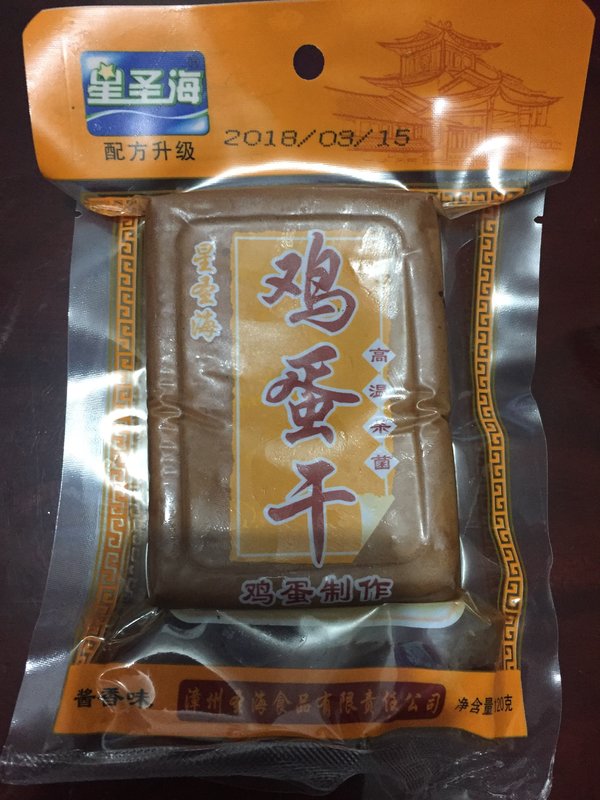 星圣海
配方升级
2018/03/15
星圣海
鸡蛋干
高温杀菌
鸡蛋制作
酱香味
漳州圣海食品有限责任公司
净含量120克